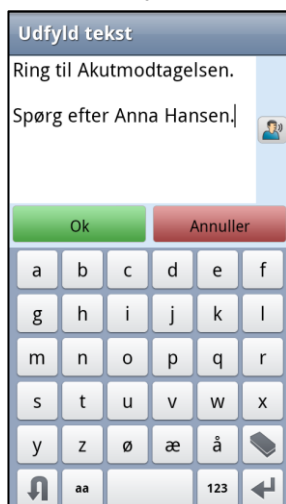 Udfyld tekst
Ring til Akutmodtagelsen.
Spørg efter Anna Hansen.
Ok Annuller
a b c d e f
g h i j k l
m n o p q r
s t u v w x
y z ø æ å
aa 123